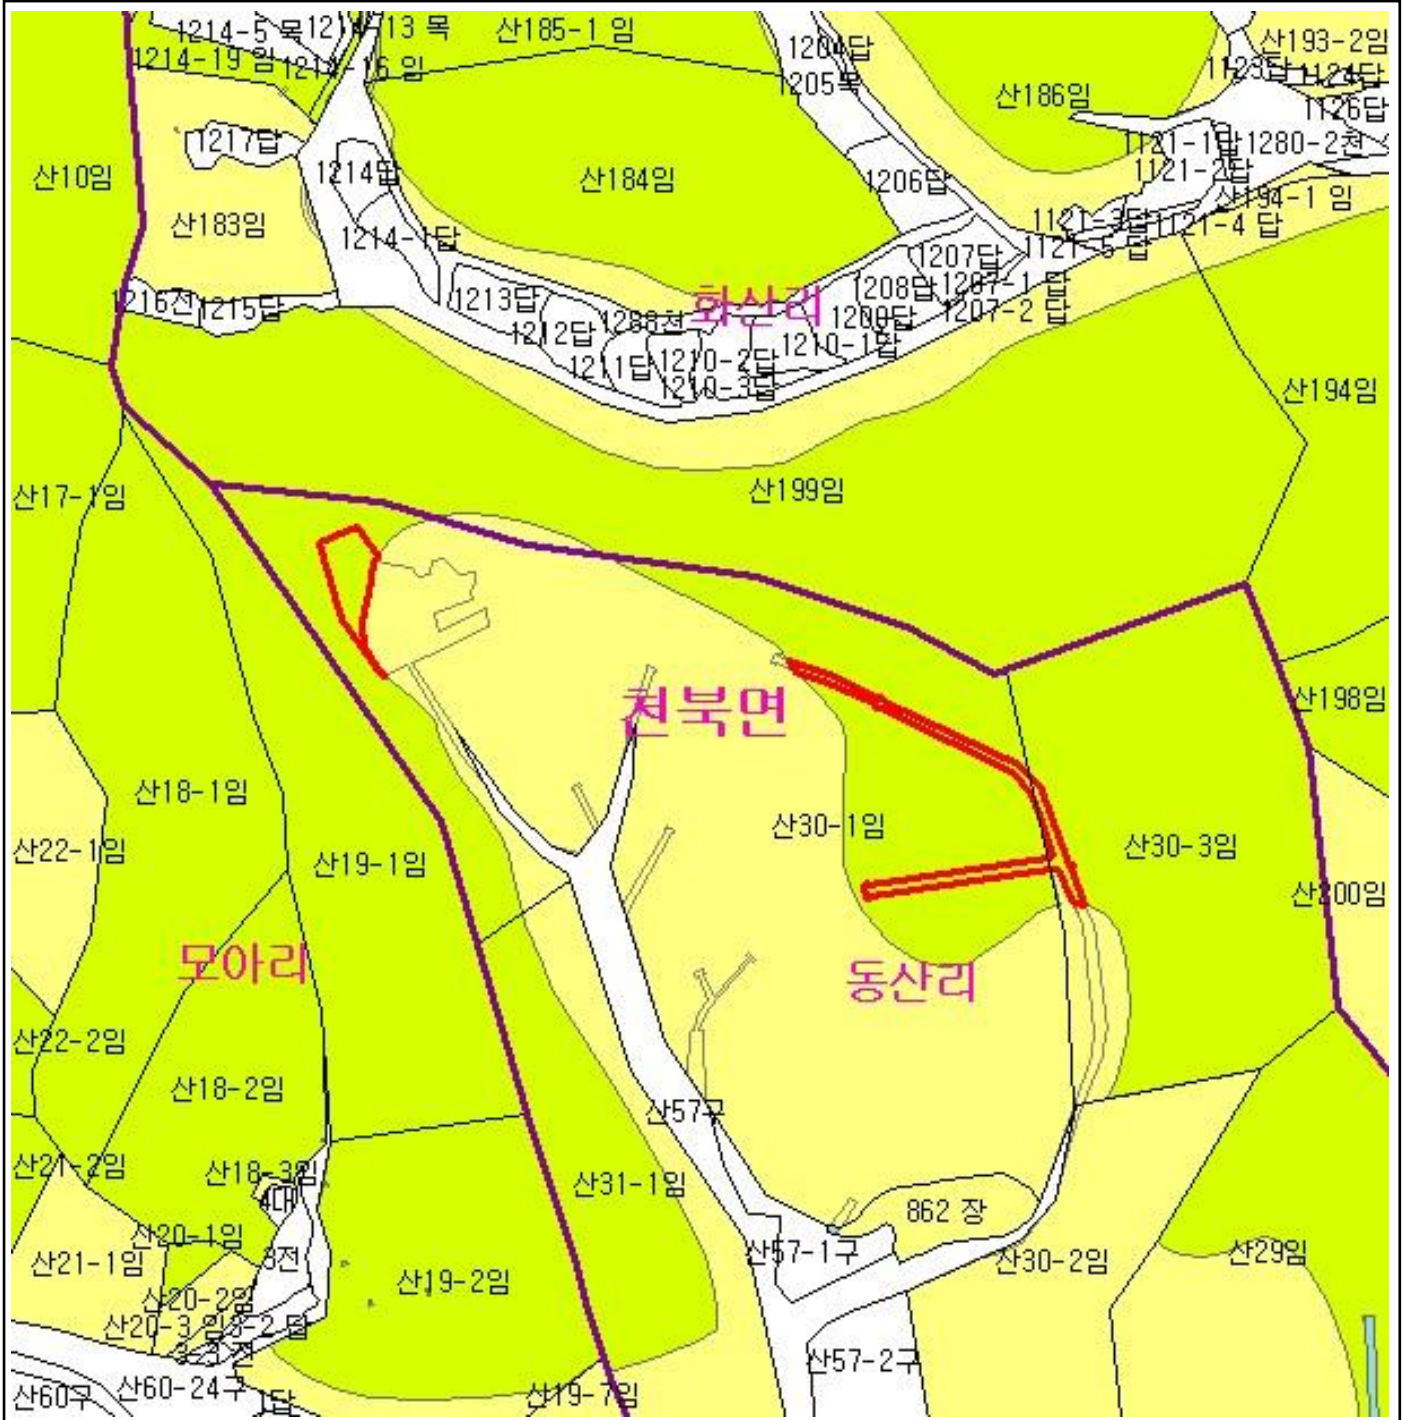 1214-5 목
산185-1 임
1204답
산193-2임
1214-19 임
1214-16 임
1205목
1123답
1124답
산186임
1126답
1217답
1121-1답
1280-2천
산10임
1214답
산184임
1206답
1121-2답
산194-1 임
산183임
1214-1답
1121-3답
1121-4 답
1121-5 답
1207답
1216전
1215답
1213답
화산리
1208답
1207-1 답
1288천
1209답
1207-2 답
1212답
1211답
1210-2답
1210-1답
1210-3답
산194임
산17-1임
산199임
천북면
산198임
산18-1임
산30-1임
산22-1임
산19-1임
산30-3임
산200임
모아리
동산리
산22-2임
산18-2임
산57구
산21-2임
산18-3임
산31-1임
4대
862 장
산20-1임
산21-1임
3전
산19-2임
산57-1구
산30-2임
산29임
산20-2임
산20-3 임
3-2 답
3-3 전
산57-2구
산60구
산60-24구
1답
산19-7임